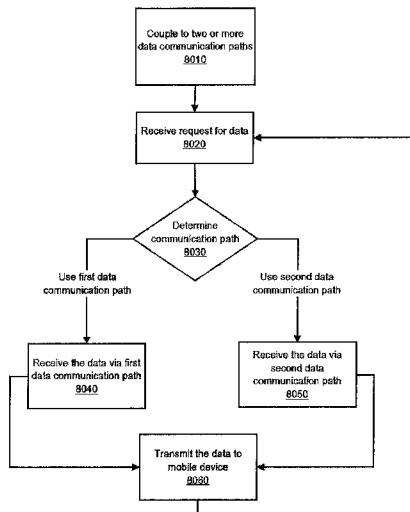 Couple to two or more
data communication paths
8010
Receive request for data
8020
Determine
communication path
8030
Use first data
communication path
Use second data
communication path
Receive the data via first
data communication path
8040
Receive the data via
second data
communication path
8050
Transmit the data to
mobile device
8060